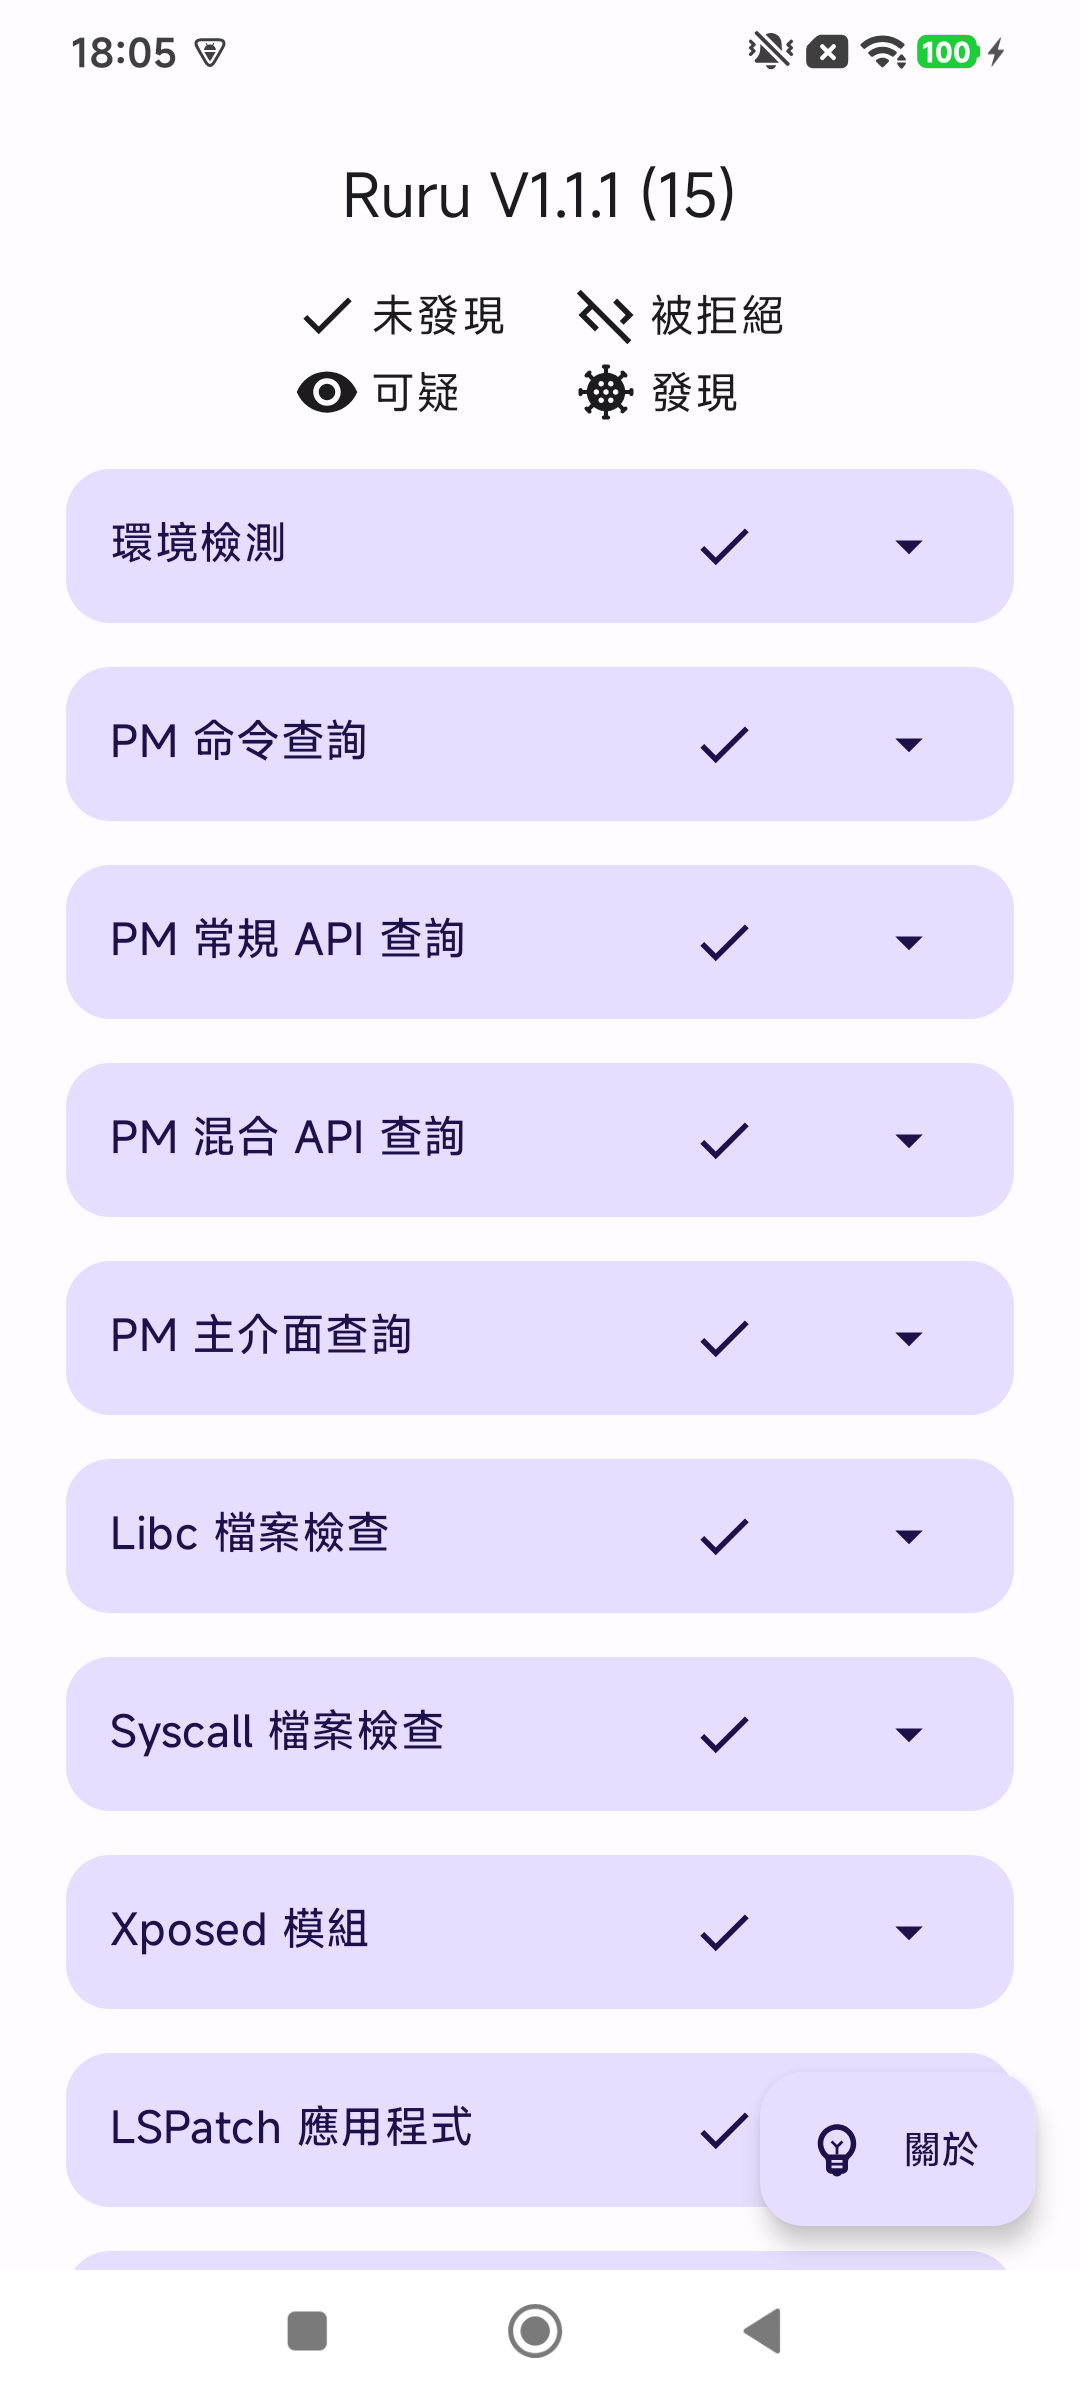 18:05
100
Ruru V1.1.1 (15)
未發現 被拒絕
可疑 發現
環境檢測
PM 命令查詢
PM 常規 API 查詢
PM 混合 API 查詢
PM 主介面查詢
Libc 檔案檢查
Syscall 檔案檢查
Xposed 模組
LSPatch 應用程式
關於